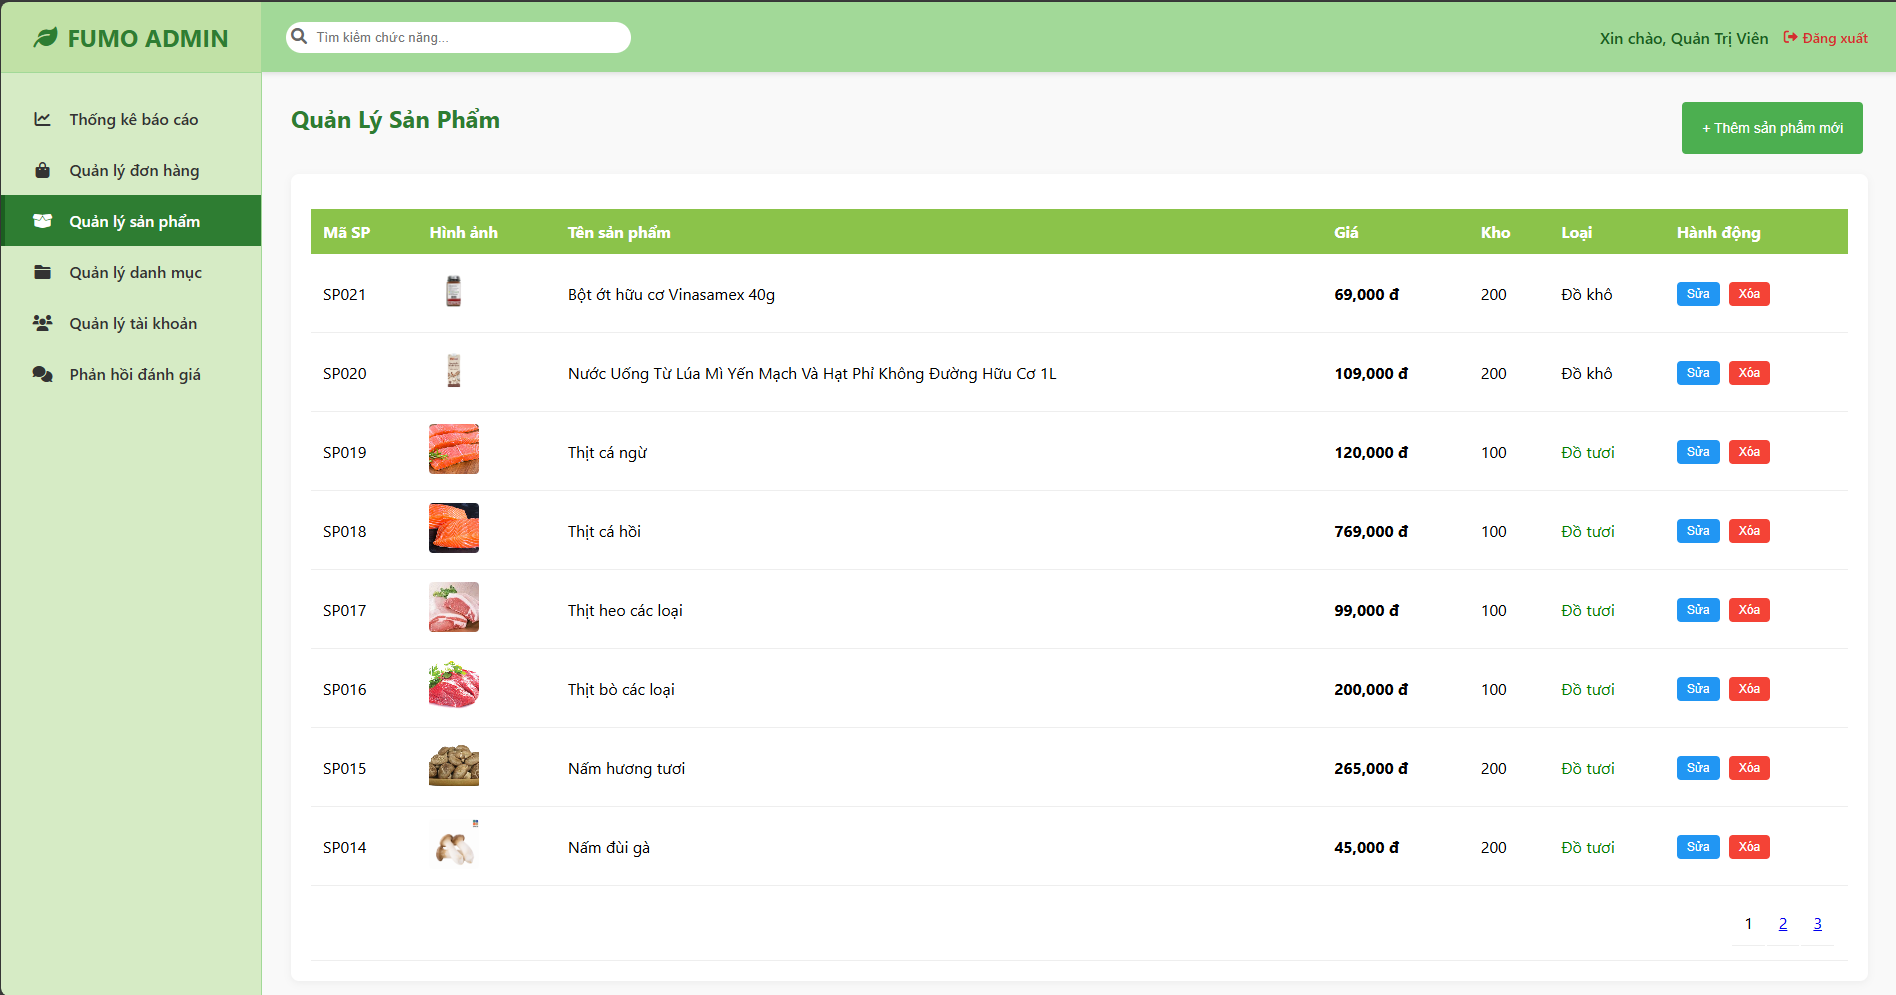 FUMO ADMIN
Tìm kiếm chức năng...
Xin chào, Quản Trị Viên Đăng xuất
Thống kê báo cáo
Quản lý đơn hàng
Quản lý sản phẩm
Quản lý danh mục
Quản lý tài khoản
Phản hồi đánh giá
Quản Lý Sản Phẩm
+ Thêm sản phẩm mới
Mã SP Hình ảnh Tên sản phẩm Giá Kho Loại Hành động
SP021 Bột ớt hữu cơ Vinasamex 40g 69,000 đ 200 Đồ khô Sửa Xóa
SP020 Nước Uống Từ Lúa Mì Yến Mạch Và Hạt Phỉ Không Đường Hữu Cơ 1L 109,000 đ 200 Đồ khô Sửa Xóa
SP019 Thịt cá ngừ 120,000 đ 100 Đồ tươi Sửa Xóa
SP018 Thịt cá hồi 769,000 đ 100 Đồ tươi Sửa Xóa
SP017 Thịt heo các loại 99,000 đ 100 Đồ tươi Sửa Xóa
SP016 Thịt bò các loại 200,000 đ 100 Đồ tươi Sửa Xóa
SP015 Nấm hương tươi 265,000 đ 200 Đồ tươi Sửa Xóa
SP014 Nấm đùi gà 45,000 đ 200 Đồ tươi Sửa Xóa
1 2 3